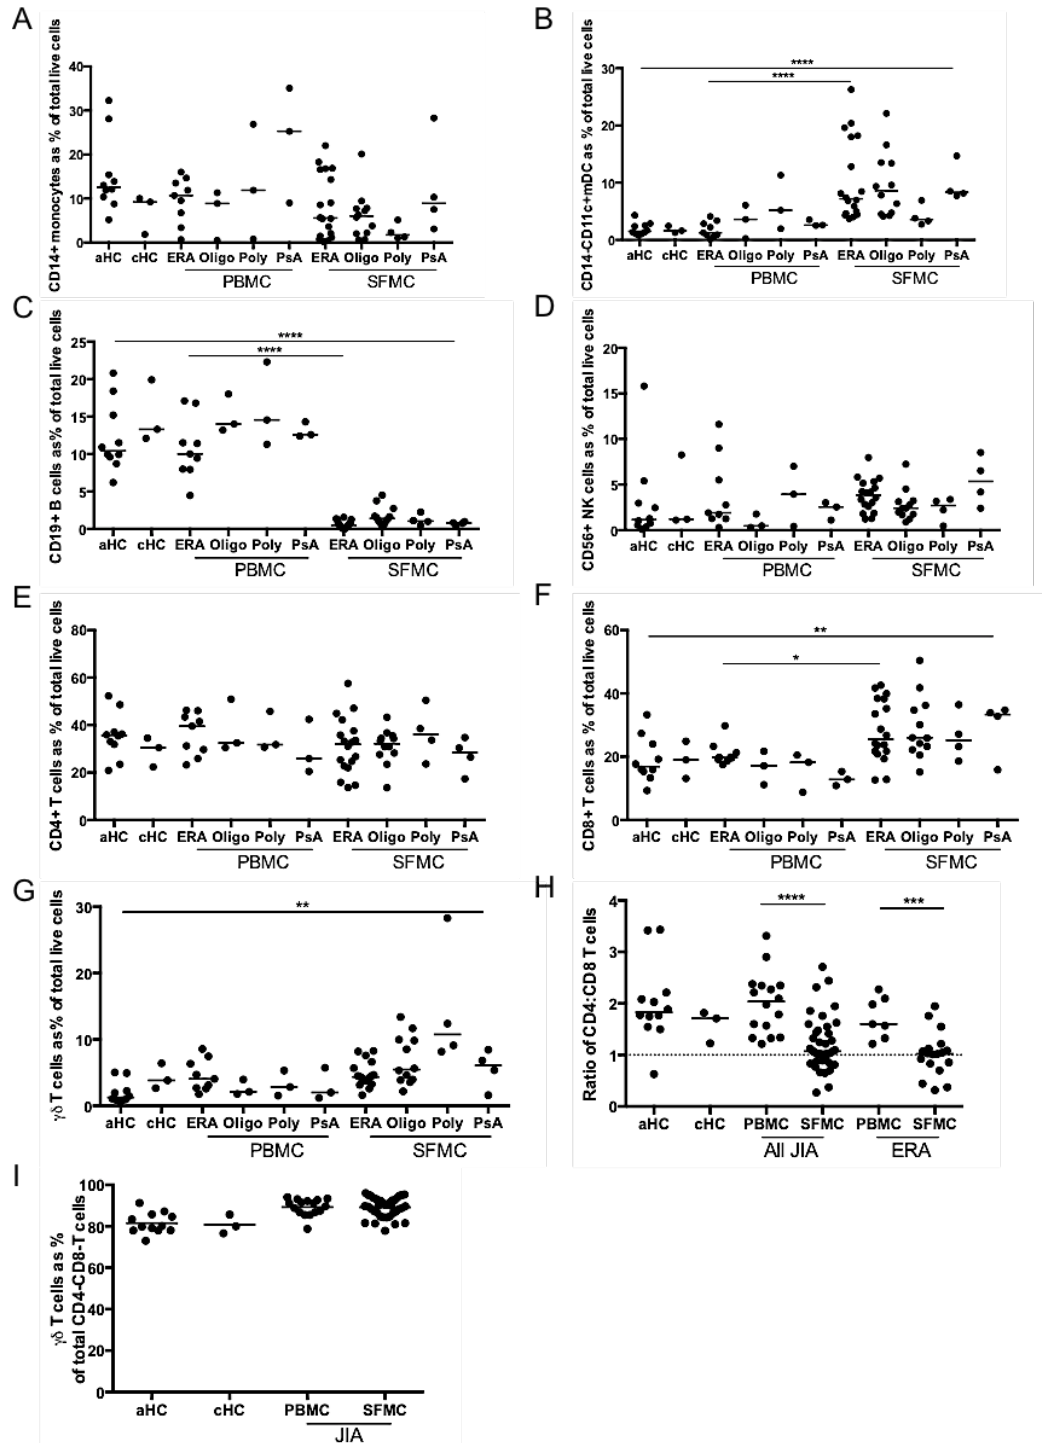 A
CD14+ monocytes as % of total live cells
40
30
20
10
0
aHC cHC ERA Oligo Poly PsA ERA Oligo Poly PsA
PBMC SFMC
B
CD14-CD11c+mDC as % of total live cells
30
20
10
0
****
****
aHC cHC ERA Oligo Poly PsA ERA Oligo Poly PsA
PBMC SFMC
C
CD19+ B cells as% of total live cells
25
20
15
10
5
0
****
****
aHC cHC ERA Oligo Poly PsA ERA Oligo Poly PsA
PBMC SFMC
D
CD56+ NK cells as % of total live cells
20
15
10
5
0
aHC cHC ERA Oligo Poly PsA ERA Oligo Poly PsA
PBMC SFMC
E
CD4+ T cells as % of total live cells
80
60
40
20
0
aHC cHC ERA Oligo Poly PsA ERA Oligo Poly PsA
PBMC SFMC
F
CD8+ T cells as % of total live cells
60
40
20
0
**
*
aHC cHC ERA Oligo Poly PsA ERA Oligo Poly PsA
PBMC SFMC
G
γδ T cells as% of total live cells
30
20
10
0
**
aHC cHC ERA Oligo Poly PsA ERA Oligo Poly PsA
PBMC SFMC
H
Ratio of CD4:CD8 T cells
4
3
2
1
0
**** ***
aHC cHC PBMC SFMC PBMC SFMC
All JIA ERA
I
γδ T cells as %
of total CD4-CD8-T cells
100
80
60
40
20
0
aHC cHC PBMC SFMC
JIA